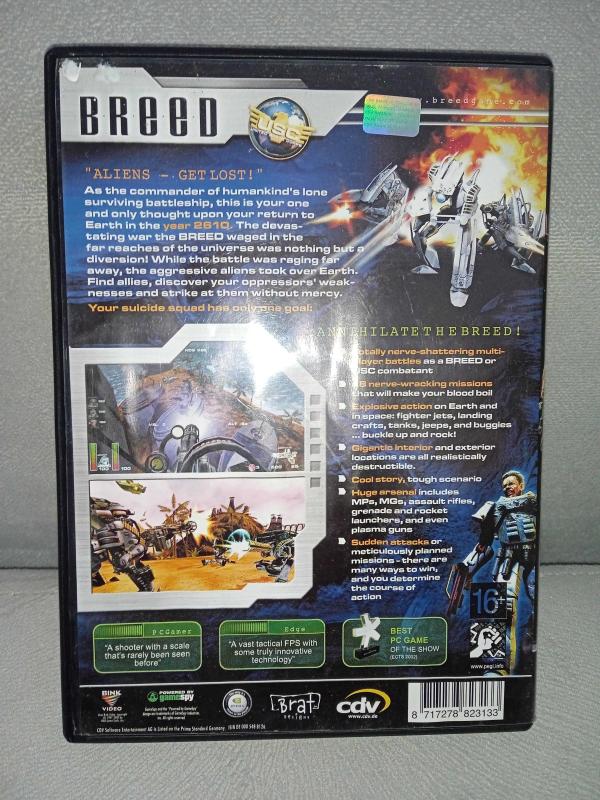 BREED
USC
www.breedgame.com
"ALIENS - GET LOST!"
As the commander of humankind's lone
surviving battleship, this is your one
and only thought upon your return to
Earth in the year 2610. The devas-
tating war the BREED waged in the
far reaches of the universe was nothing but a
diversion! While the battle was raging far
away, the aggressive aliens took over Earth.
Find allies, discover your oppressors' weak-
nesses and strike at them without mercy.
Your suicide squad has only one goal:
ANNIHILATE THE BREED!
Totally nerve-shattering multi-
player battles as a BREED or
USC combatant
nerve-wracking missions
that will make your blood boil
Explosive action on Earth and
in space: fighter jets, landing
crafts, tanks, jeeps, and buggies
... buckle up and rock!
Gigantic interior and exterior
locations are all realistically
destructible.
Cool story, tough scenario
Huge arsenal includes
MPs, MGs, assault rifles,
grenade and rocket
launchers, and even
plasma guns
Sudden attacks or
meticulously planned
missions - there are
many ways to win,
and you determine
the course of
action
100
100
16+
www.pegi.info
PCGamer
"A shooter with a scale
that's rarely been seen
before"
Edge
"A vast tactical FPS with
some truly innovative
technology"
BEST
PC GAME
OF THE SHOW
(ECTS 2002)
BINK
VIDEO
POWERED BY
gamespy
Brat
designs
cdv
www.cdv.de
8 717278 823133
CDV Software Entertainment AG is listed on the Prime Standard Germany. ISIN DE 000 548 8126